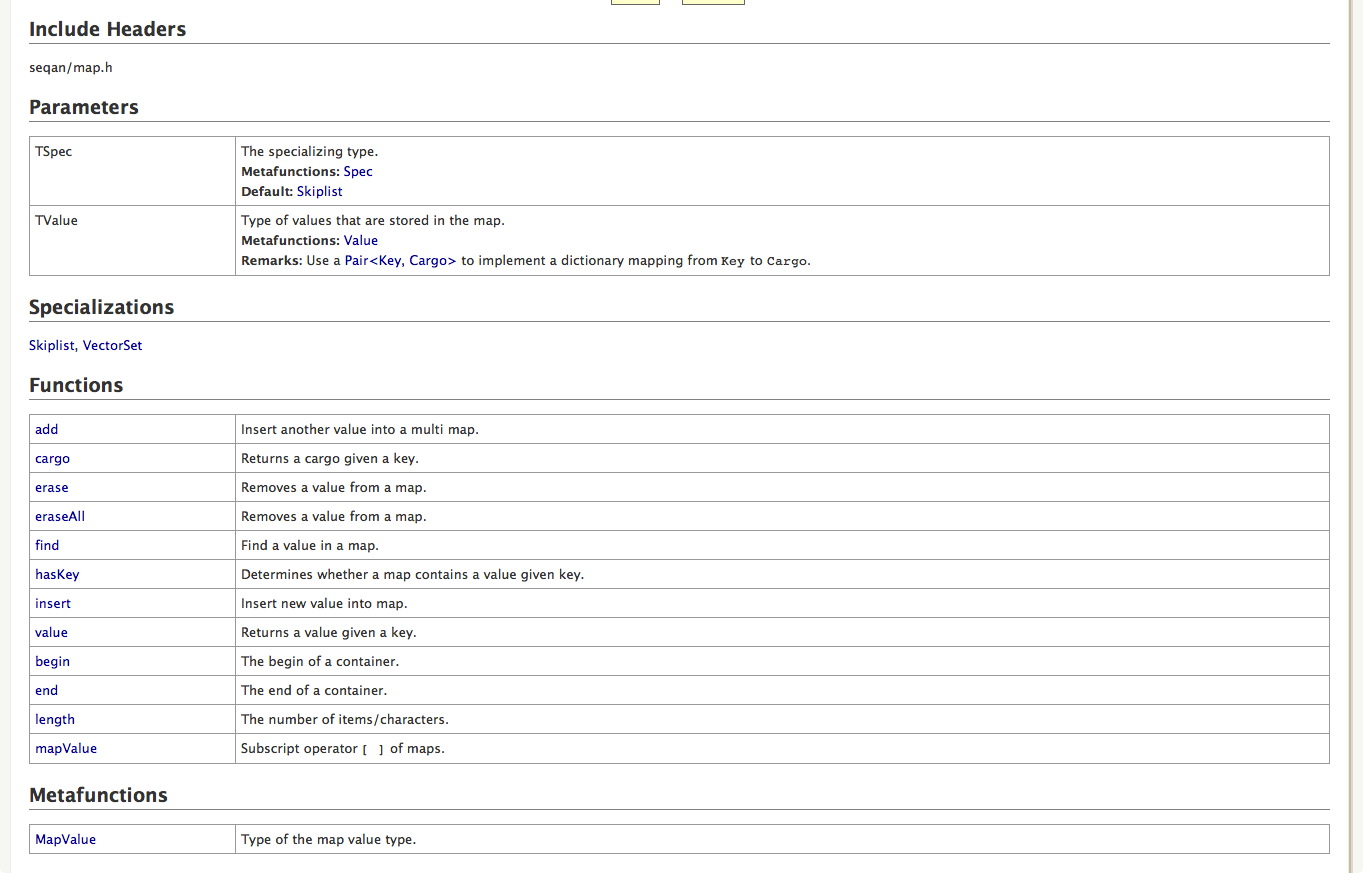 Include Headers
seqan/map.h
Parameters
TSpec
The specializing type.
Metafunctions: Spec
Default: Skiplist
TValue
Type of values that are stored in the map.
Metafunctions: Value
Remarks: Use a Pair<Key, Cargo> to implement a dictionary mapping from Key to Cargo.
Specializations
Skiplist, VectorSet
Functions
add Insert another value into a multi map.
cargo Returns a cargo given a key.
erase Removes a value from a map.
eraseAll Removes a value from a map.
find Find a value in a map.
hasKey Determines whether a map contains a value given key.
insert Insert new value into map.
value Returns a value given a key.
begin The begin of a container.
end The end of a container.
length The number of items/characters.
mapValue Subscript operator [ ] of maps.
Metafunctions
MapValue Type of the map value type.